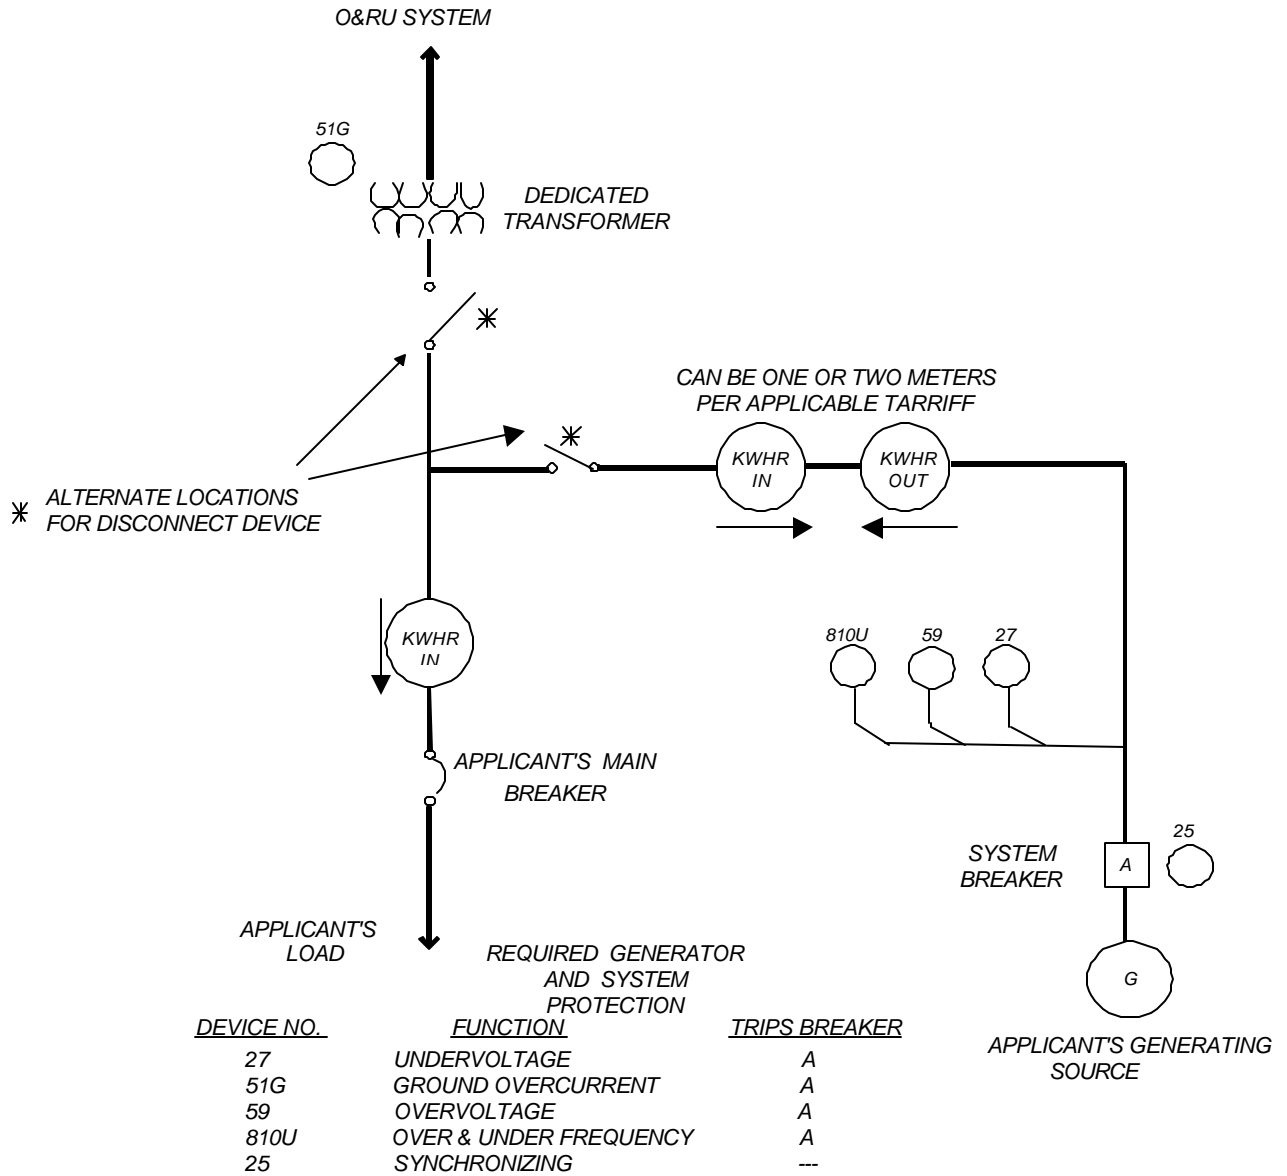 O&RU SYSTEM
51G
DEDICATED
TRANSFORMER
CAN BE ONE OR TWO METERS
PER APPLICABLE TARRIFF
KWHR
IN
KWHR
OUT
* ALTERNATE LOCATIONS
FOR DISCONNECT DEVICE
KWHR
IN
810U
59
27
APPLICANT'S MAIN
BREAKER
25
SYSTEM
BREAKER
A
APPLICANT'S
LOAD
G
APPLICANT'S GENERATING
SOURCE
REQUIRED GENERATOR
AND SYSTEM
PROTECTION
DEVICE NO. FUNCTION TRIPS BREAKER
27 UNDERVOLTAGE A
51G GROUND OVERCURRENT A
59 OVERVOLTAGE A
810U OVER & UNDER FREQUENCY A
25 SYNCHRONIZING ---